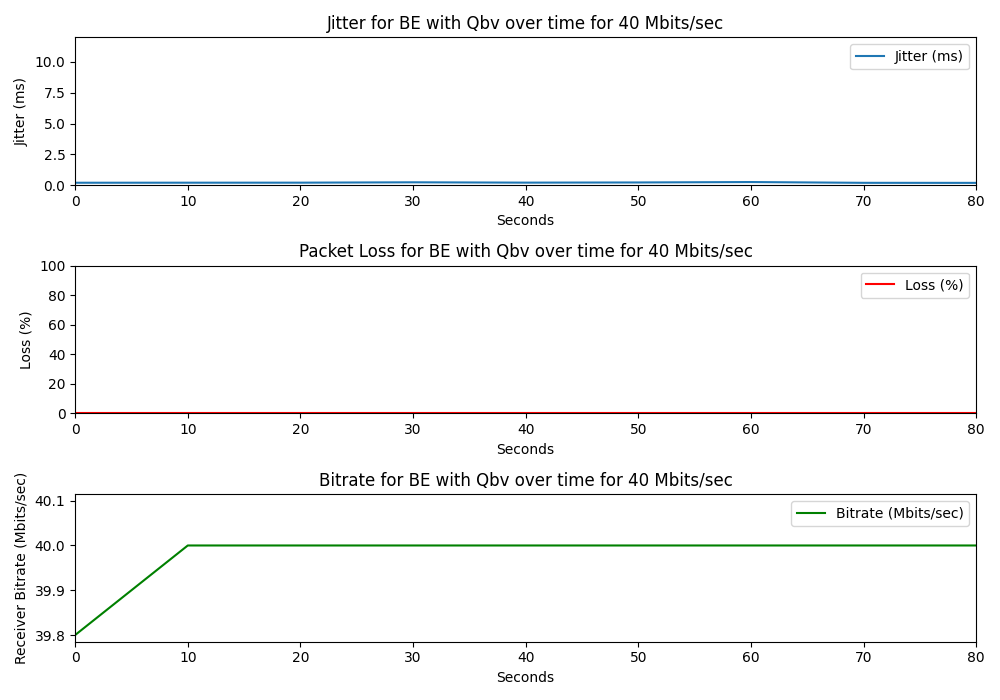 Jitter for BE with Qbv over time for 40 Mbits/sec
Jitter (ms)
10.0
7.5
5.0
2.5
0.0
Jitter (ms)
0 10 20 30 40 50 60 70 80
Seconds
Packet Loss for BE with Qbv over time for 40 Mbits/sec
Loss (%)
100
80
60
40
20
0
Loss (%)
0 10 20 30 40 50 60 70 80
Seconds
Bitrate for BE with Qbv over time for 40 Mbits/sec
Receiver Bitrate (Mbits/sec)
40.1
40.0
39.9
39.8
Bitrate (Mbits/sec)
0 10 20 30 40 50 60 70 80
Seconds